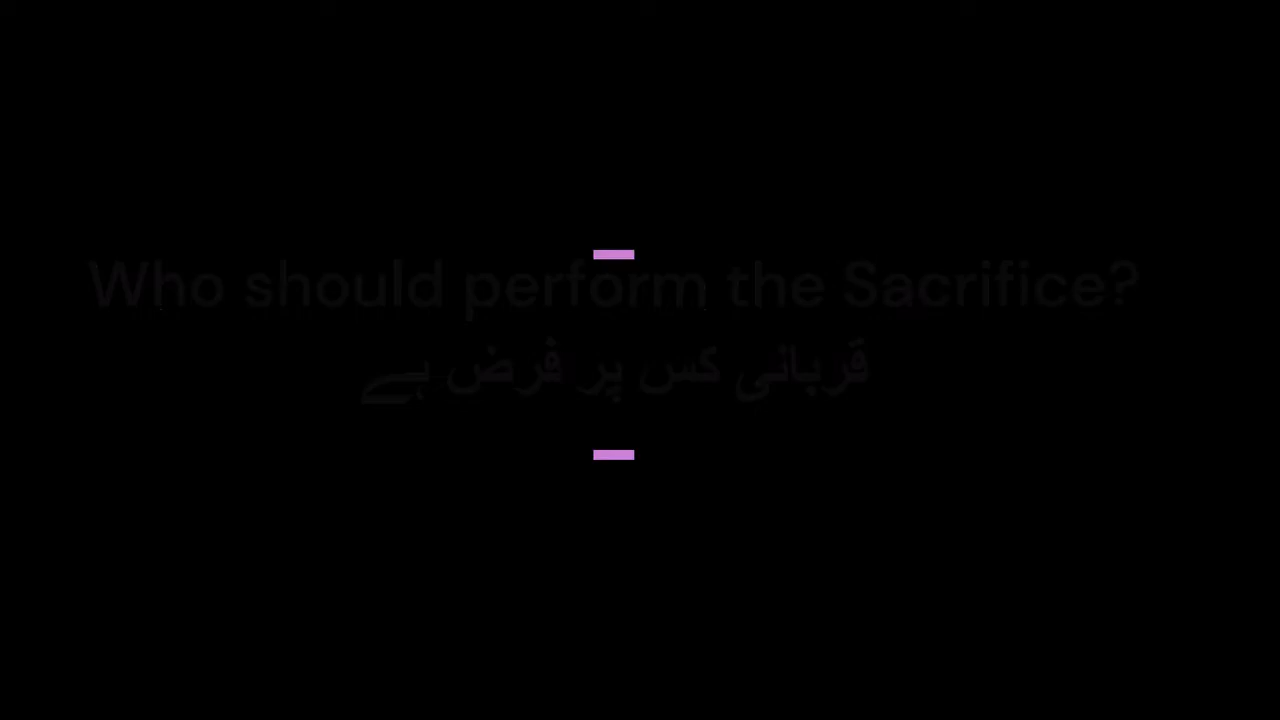 Who should perform the Sacrifice?
قربانی کس پر فرض ہے